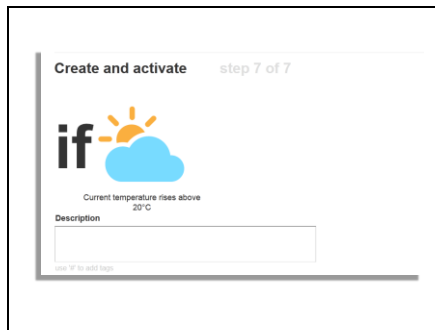 Create and activate step 7 of 7
if
Current temperature rises above
20°C
Description
use '#' to add tags